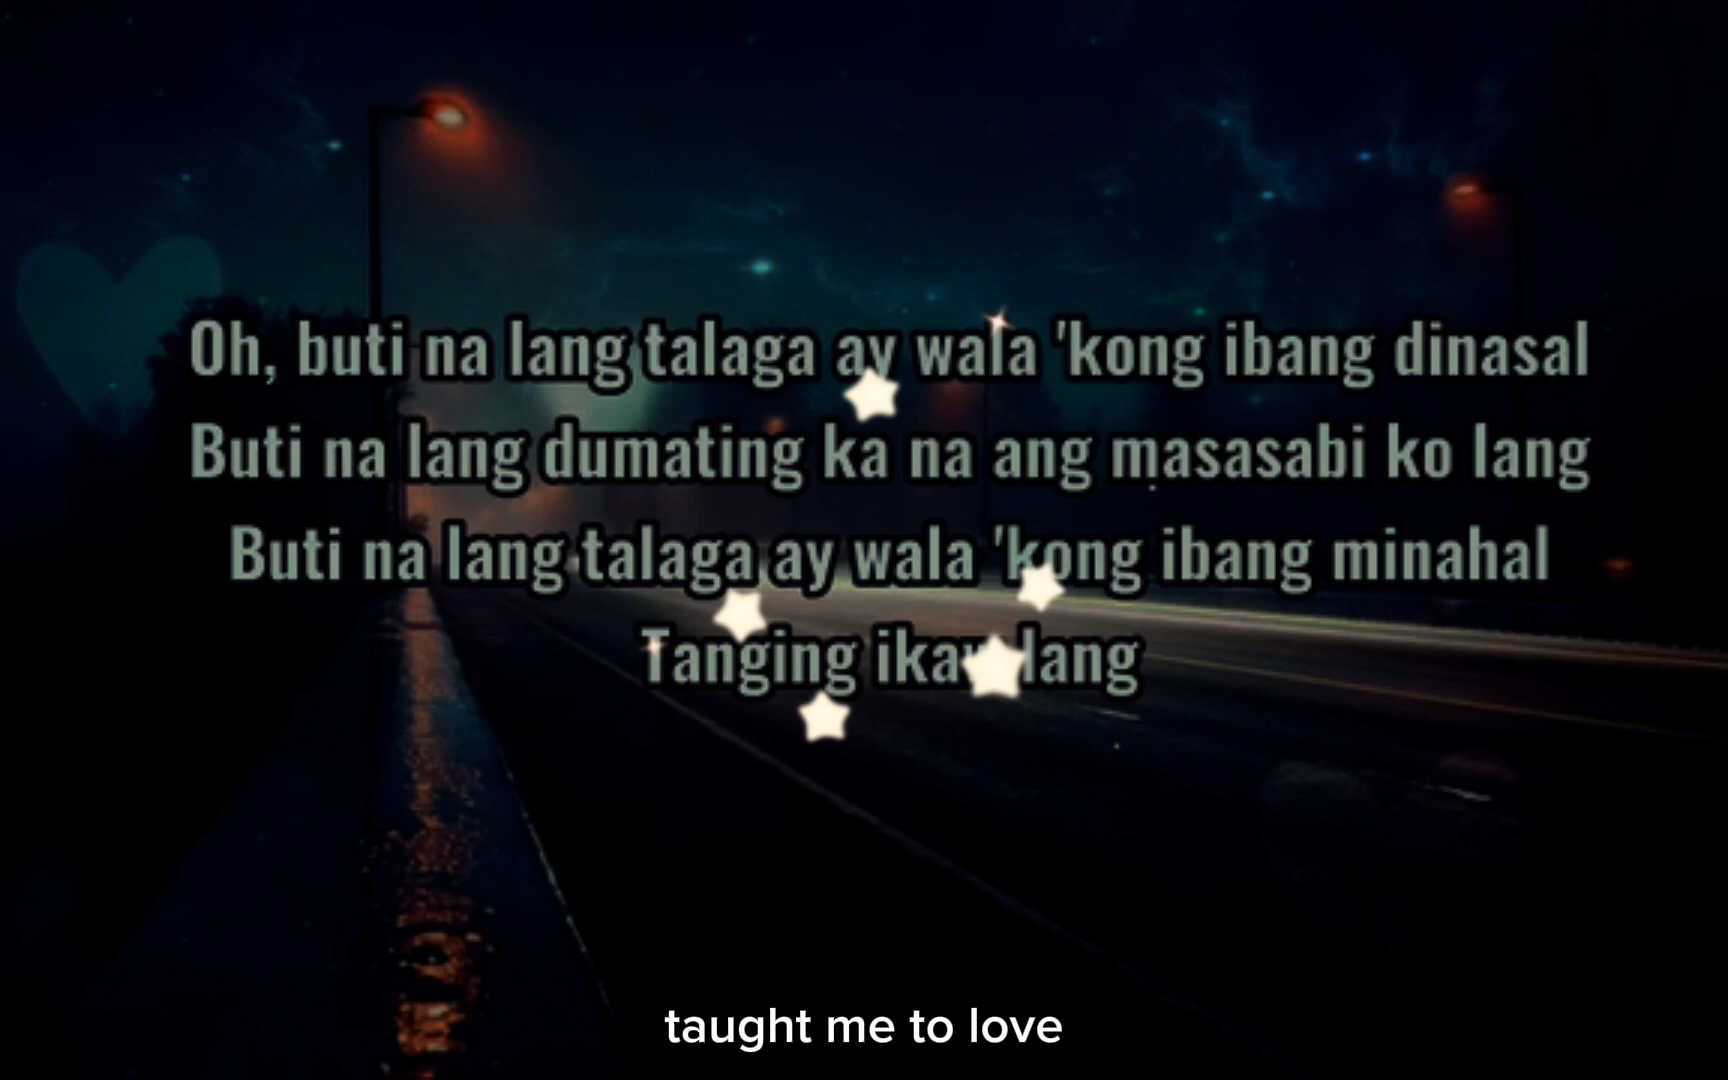 Oh, buti na lang talaga ay wala 'kong ibang dinasal
Buti na lang dumating ka na ang masasabi ko lang
Buti na lang talaga ay wala 'kong ibang minahal
Tanging ikaw lang
taught me to love